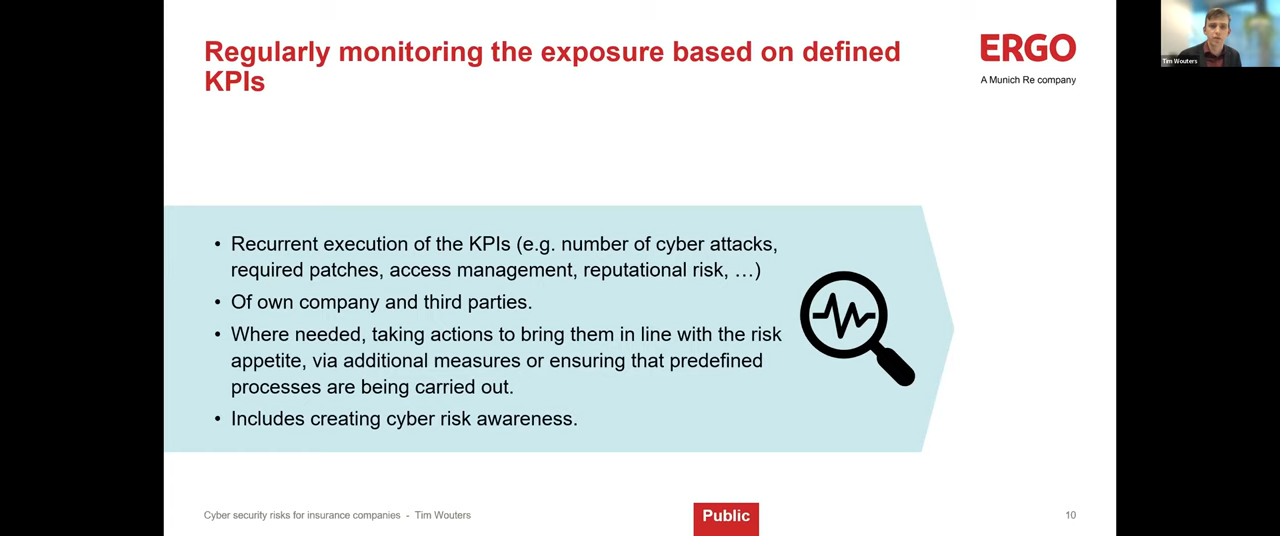 Regularly monitoring the exposure based on defined
KPIs
ERGO
A Munich Re company
Tim Wouters
• Recurrent execution of the KPIs (e.g. number of cyber attacks,
required patches, access management, reputational risk, …)
• Of own company and third parties.
• Where needed, taking actions to bring them in line with the risk
appetite, via additional measures or ensuring that predefined
processes are being carried out.
• Includes creating cyber risk awareness.
Cyber security risks for insurance companies - Tim Wouters
Public
10